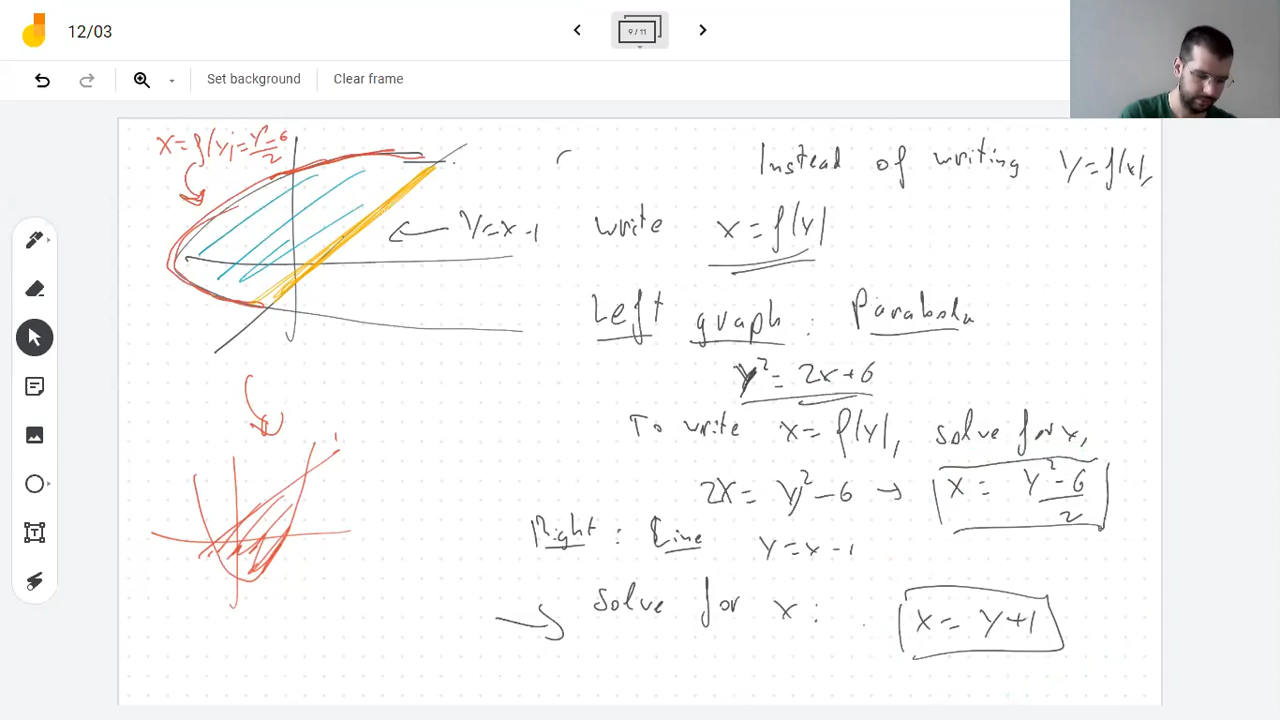 12/03
9 / 11
Set background
Clear frame
x = f(y) = y²-6 / 2
y = x - 1
Instead of writing y = f(x),
write x = f(y)
Left graph : Parabola
y² = 2x + 6
To write x = f(y), solve for x,
2x = y² - 6 → x = y² - 6 / 2
Right : Line y = x - 1
→ Solve for x : x = y + 1